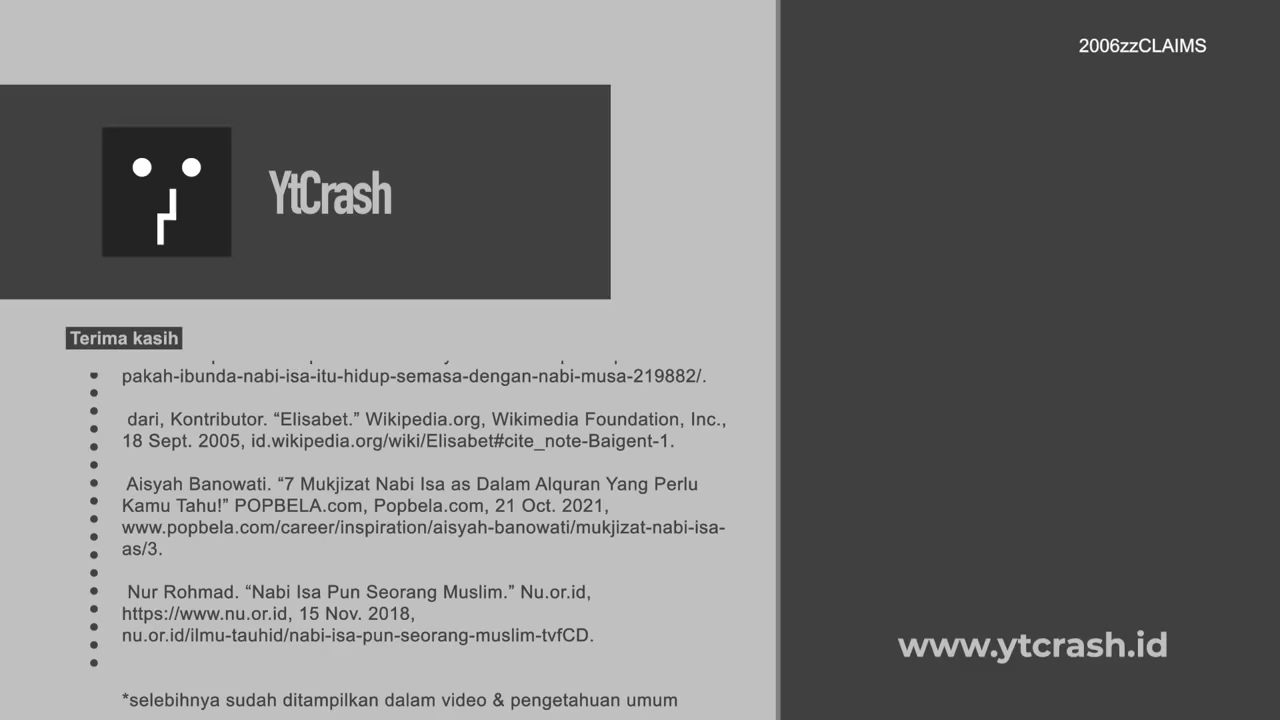 2006zzCLAIMS
YtCrash
Terima kasih
pakah-ibunda-nabi-isa-itu-hidup-semasa-dengan-nabi-musa-219882/.
dari, Kontributor. “Elisabet.” Wikipedia.org, Wikimedia Foundation, Inc.,
18 Sept. 2005, id.wikipedia.org/wiki/Elisabet#cite_note-Baigent-1.
Aisyah Banowati. “7 Mukjizat Nabi Isa as Dalam Alquran Yang Perlu
Kamu Tahu!” POPBELA.com, Popbela.com, 21 Oct. 2021,
www.popbela.com/career/inspiration/aisyah-banowati/mukjizat-nabi-isa-
as/3.
Nur Rohmad. “Nabi Isa Pun Seorang Muslim.” Nu.or.id,
https://www.nu.or.id, 15 Nov. 2018,
nu.or.id/ilmu-tauhid/nabi-isa-pun-seorang-muslim-tvfCD.
*selebihnya sudah ditampilkan dalam video & pengetahuan umum
www.ytcrash.id